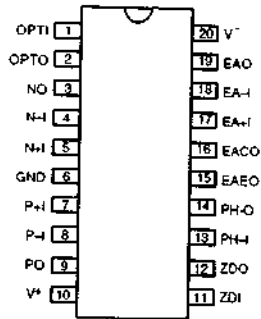 OPTI 1
OPTO 2
NO 3
N-I 4
N+I 5
GND 6
P+I 7
P-I 8
PO 9
V+ 10
20 V-
19 EAO
18 EA-I
17 EA+I
16 EACO
15 EAEO
14 PH-O
13 PH-I
12 ZDO
11 ZDI